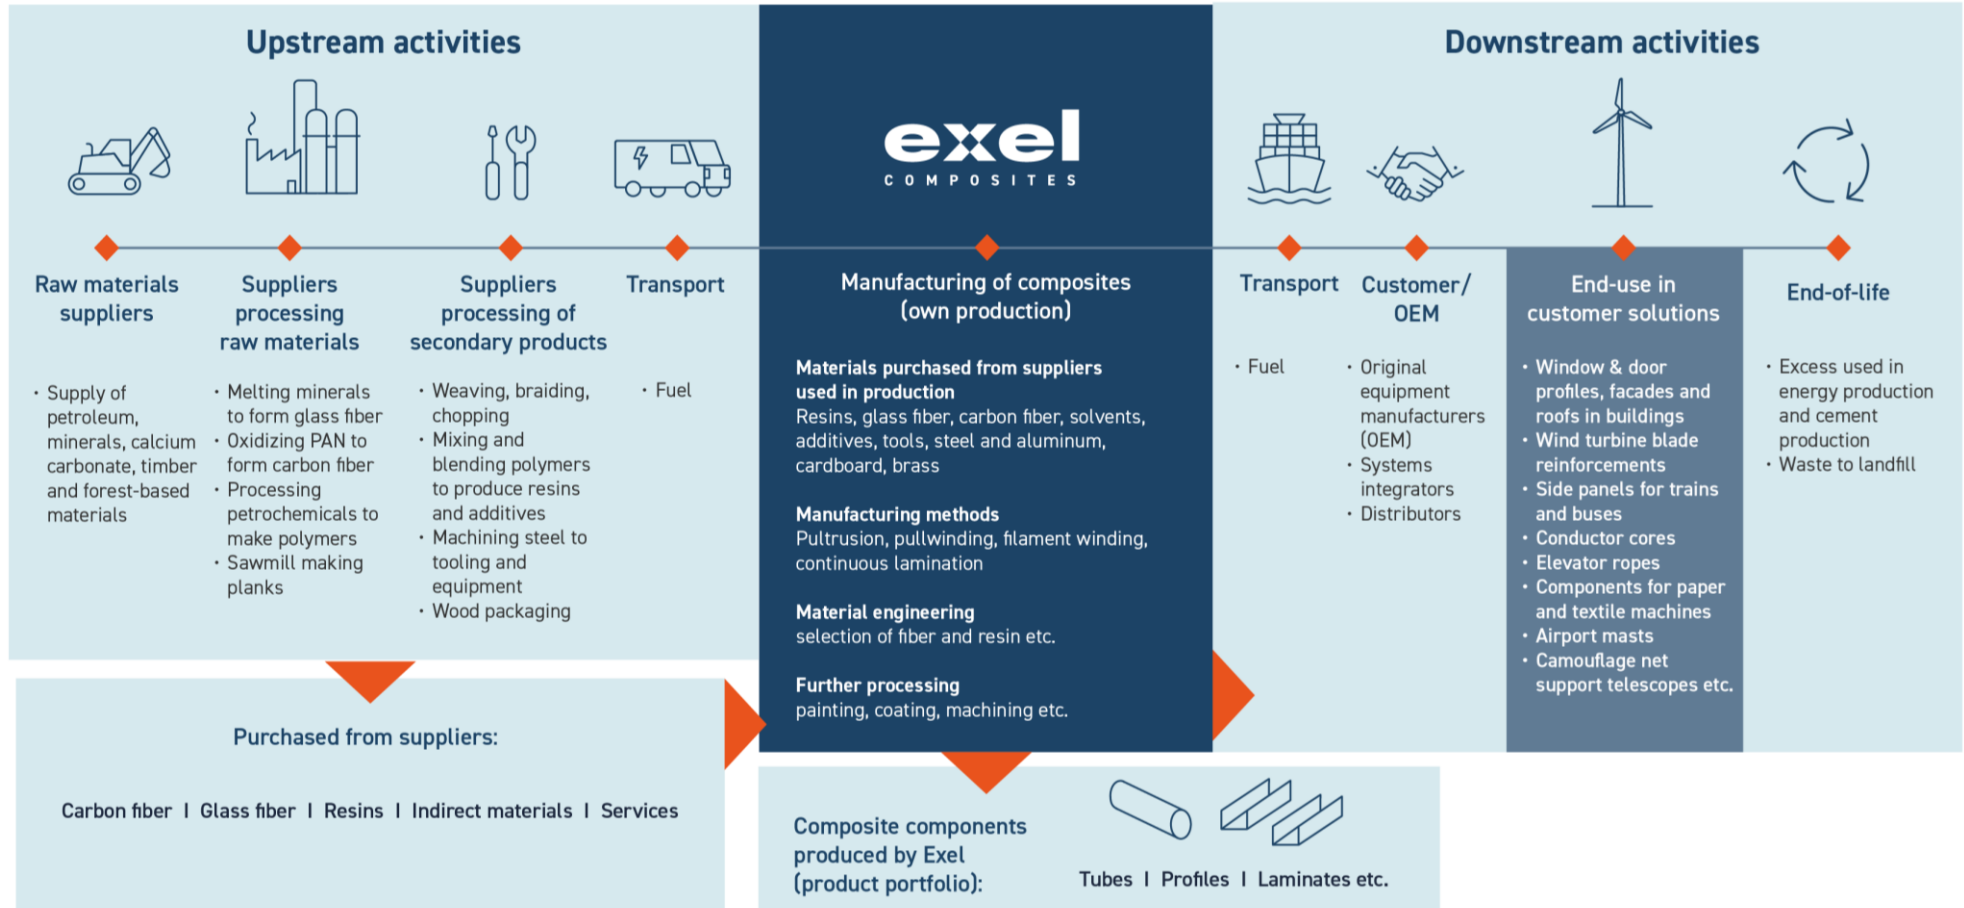 Upstream activities
Raw materials
suppliers
• Supply of
petroleum,
minerals, calcium
carbonate, timber
and forest-based
materials
Suppliers
processing
raw materials
• Melting minerals
to form glass fiber
• Oxidizing PAN to
form carbon fiber
• Processing
petrochemicals to
make polymers
• Sawmill making
planks
Suppliers
processing of
secondary products
• Weaving, braiding,
chopping
• Mixing and
blending polymers
to produce resins
and additives
• Machining steel to
tooling and
equipment
• Wood packaging
Transport
• Fuel
Purchased from suppliers:
Carbon fiber I Glass fiber I Resins I Indirect materials I Services
exel
COMPOSITES
Manufacturing of composites
(own production)
Materials purchased from suppliers
used in production
Resins, glass fiber, carbon fiber, solvents,
additives, tools, steel and aluminum,
cardboard, brass
Manufacturing methods
Pultrusion, pullwinding, filament winding,
continuous lamination
Material engineering
selection of fiber and resin etc.
Further processing
painting, coating, machining etc.
Composite components
produced by Exel
(product portfolio):
Tubes I Profiles I Laminates etc.
Downstream activities
Transport
• Fuel
Customer/
OEM
• Original
equipment
manufacturers
(OEM)
• Systems
integrators
• Distributors
End-use in
customer solutions
• Window & door
profiles, facades and
roofs in buildings
• Wind turbine blade
reinforcements
• Side panels for trains
and buses
• Conductor cores
• Elevator ropes
• Components for paper
and textile machines
• Airport masts
• Camouflage net
support telescopes etc.
End-of-life
• Excess used in
energy production
and cement
production
• Waste to landfill